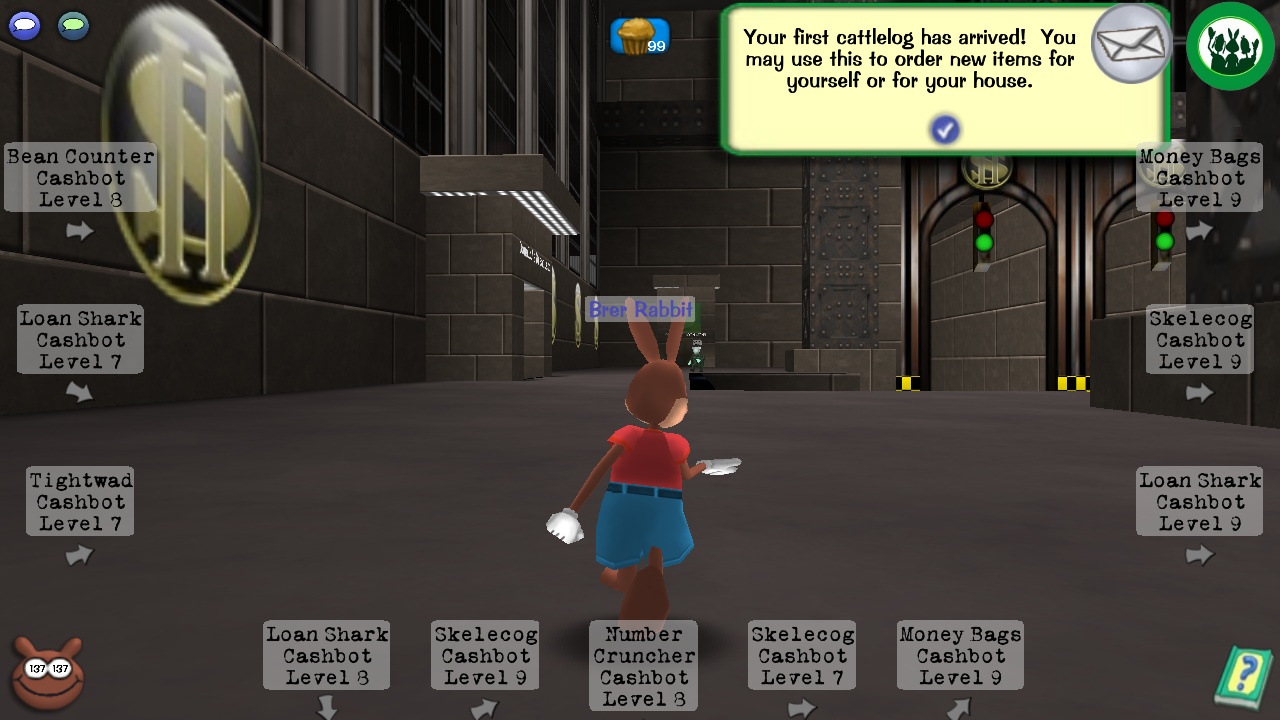 99
Your first cattlelog has arrived! You
may use this to order new items for
yourself or for your house.
Bean Counter
Cashbot
Level 8
Money Bags
Cashbot
Level 9
Loan Shark
Cashbot
Level 7
Brer Rabbit
Skelecog
Cashbot
Level 9
Tightwad
Cashbot
Level 7
Loan Shark
Cashbot
Level 9
Loan Shark
Cashbot
Level 8
Skelecog
Cashbot
Level 9
Number
Cruncher
Cashbot
Level 8
Skelecog
Cashbot
Level 7
Money Bags
Cashbot
Level 9
137 137
?